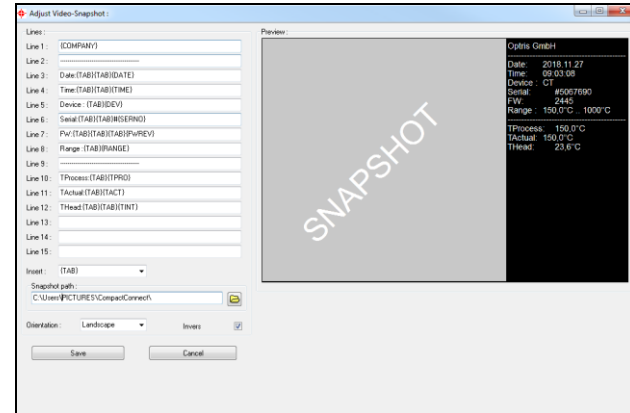 Adjust Video-Snapshot :
Lines :
Line 1 : {COMPANY}
Line 2 : -----------------------------------
Line 3 : Date:{TAB}{TAB}{DATE}
Line 4 : Time:{TAB}{TAB}{TIME}
Line 5 : Device : {TAB}{DEV}
Line 6 : Serial:{TAB}{TAB}#{SERNO}
Line 7 : FW:{TAB}{TAB}{TAB}{FWREV}
Line 8 : Range :{TAB}{RANGE}
Line 9 : -----------------------------------
Line 10 : TProcess:{TAB}{TPRO}
Line 11 : TActual:{TAB}{TACT}
Line 12 : THead:{TAB}{TAB}{TINT}
Line 13 :
Line 14 :
Line 15 :
Insert : {TAB}
Snapshot path :
C:\Users\PICTURES\CompactConnect\
Orientation : Landscape Invers
Save Cancel
Preview :
SNAPSHOT
Optris GmbH
-----------------------------------
Date: 2018.11.27
Time: 09:03:08
Device : CT
Serial: #5067690
FW: 2445
Range : 150,0°C .. 1000°C
-----------------------------------
TProcess: 150,0°C
TActual: 150,0°C
THead: 23,6°C